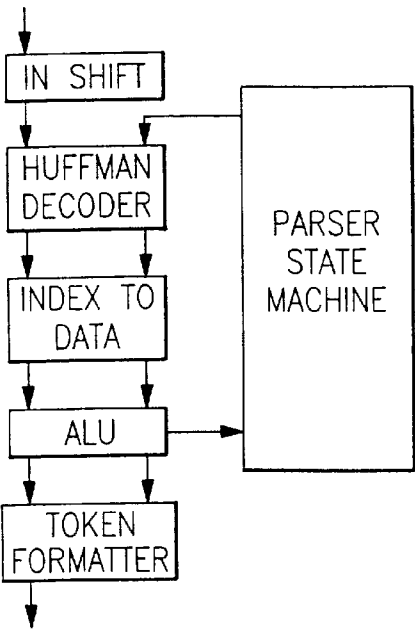 IN SHIFT
HUFFMAN
DECODER
INDEX TO
DATA
ALU
TOKEN
FORMATTER
PARSER
STATE
MACHINE